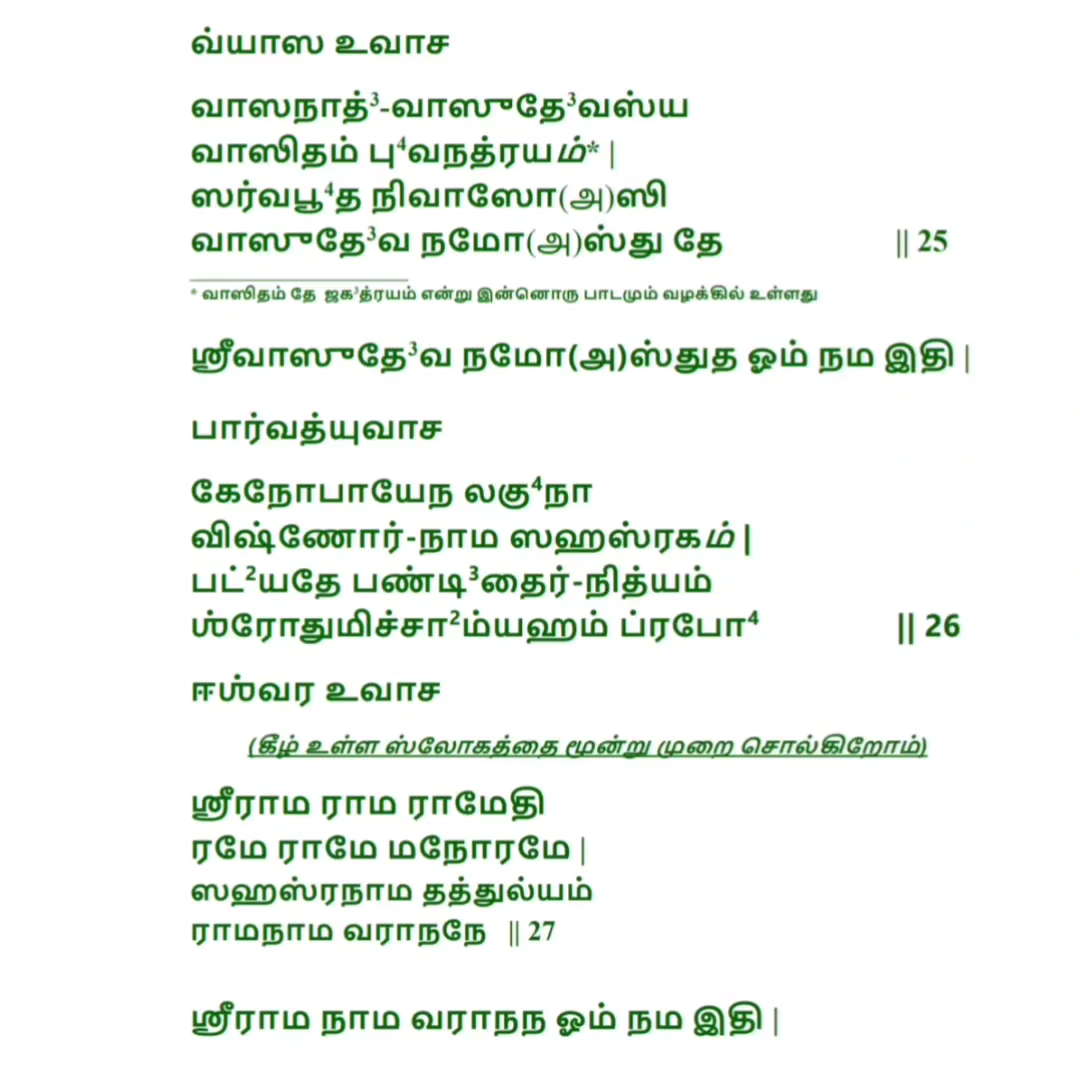 வ்யாஸ உவாச
வாஸநாத்³-வாஸுதே³வஸ்ய
வாஸிதம் பு⁴வநத்ரயம்* |
ஸர்வபூ⁴த நிவாஸோ(அ)ஸி
வாஸுதே³வ நமோ(அ)ஸ்து தே || 25
* வாஸிதம் தே ஜக³த்ரயம் என்று இன்னொரு பாடமும் வழக்கில் உள்ளது
ஸ்ரீவாஸுதே³வ நமோ(அ)ஸ்துத ஓம் நம இதி |
பார்வத்யுவாச
கேநோபாயேந லகு⁴நா
விஷ்ணோர்-நாம ஸஹஸ்ரகம் |
பட்²யதே பண்டி³தைர்-நித்யம்
ஶ்ரோதுமிச்சா²ம்யஹம் ப்ரபோ⁴ || 26
ஈஶ்வர உவாச
(கீழ் உள்ள ஸ்லோகத்தை மூன்று முறை சொல்கிறோம்)
ஸ்ரீராம ராம ராமேதி
ரமே ராமே மநோரமே |
ஸஹஸ்ரநாம தத்துல்யம்
ராமநாம வராநநே || 27
ஸ்ரீராம நாம வராநந ஓம் நம இதி |